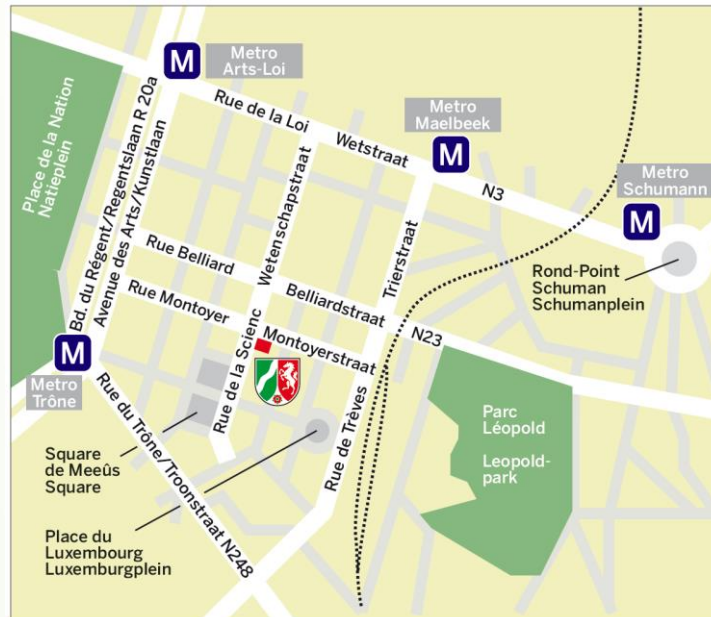 M
Metro
Arts-Loi
Metro
Maelbeek
M
Metro
Schumann
M
Place de la Nation
Natieplein
Bd. du Régent/Regentslaan R 20a
Avenue des Arts/Kunstlaan
Rue de la Loi
Wetstraat
N3
Wetenschapstraat
Trierstraat
Rue Belliard
Belliardstraat
N23
Rue Montoyer
Montoyerstraat
Rond-Point
Schuman
Schumanplein
M
Metro
Trône
Rue de la Scienc
Rue de Trèves
Rue du Trône/Troonstraat N248
Parc
Léopold
Leopold-
park
Square
de Meeûs
Square
Place du
Luxembourg
Luxemburgplein